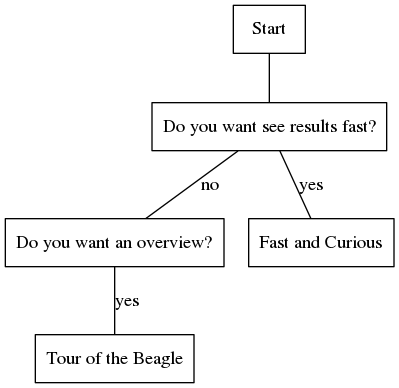 Start
Do you want see results fast?
no
yes
Do you want an overview?
Fast and Curious
yes
Tour of the Beagle